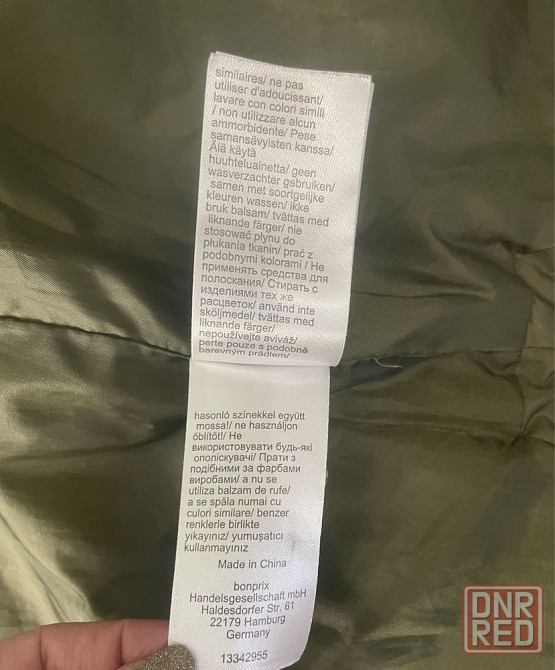 similaires/ ne pas
utiliser d'adoucissant/
lavare con colori simili
/ non utilizzare alcun
ammorbidente/ Pese
samansävyisten kanssa/
Älä käytä
huuhteluainetta/ geen
wasverzachter gebruiken/
samen met soortgelijke
kleuren wassen/ ikke
bruk balsam/ tvättas med
liknande färger/ nie
stosować płynu do
płukania tkanin/ prać z
podobnymi kolorami / Не
применять средства для
полоскания/ Стирать с
изделиями тех же
расцветок/ använd inte
sköljmedel/ tvättas med
liknande färger/
nepoužívejte aviváž/
perte pouze s podobně
barevným prádlem/
hasonló színekkel együtt
mossa!/ ne használjon
öblítőt!/ Не
використовувати будь-які
ополіскувачі/ Прати з
подібними за фарбами
виробами/ a nu se
utiliza balzam de rufe/
a se spăla numai cu
culori similare/ benzer
renklerle birlikte
yıkayınız/ yumuşatıcı
kullanmayınız
Made in China
bonprix
Handelsgesellschaft mbH
Haldesdorfer Str. 61
22179 Hamburg
Germany
13342955
DNR
RED